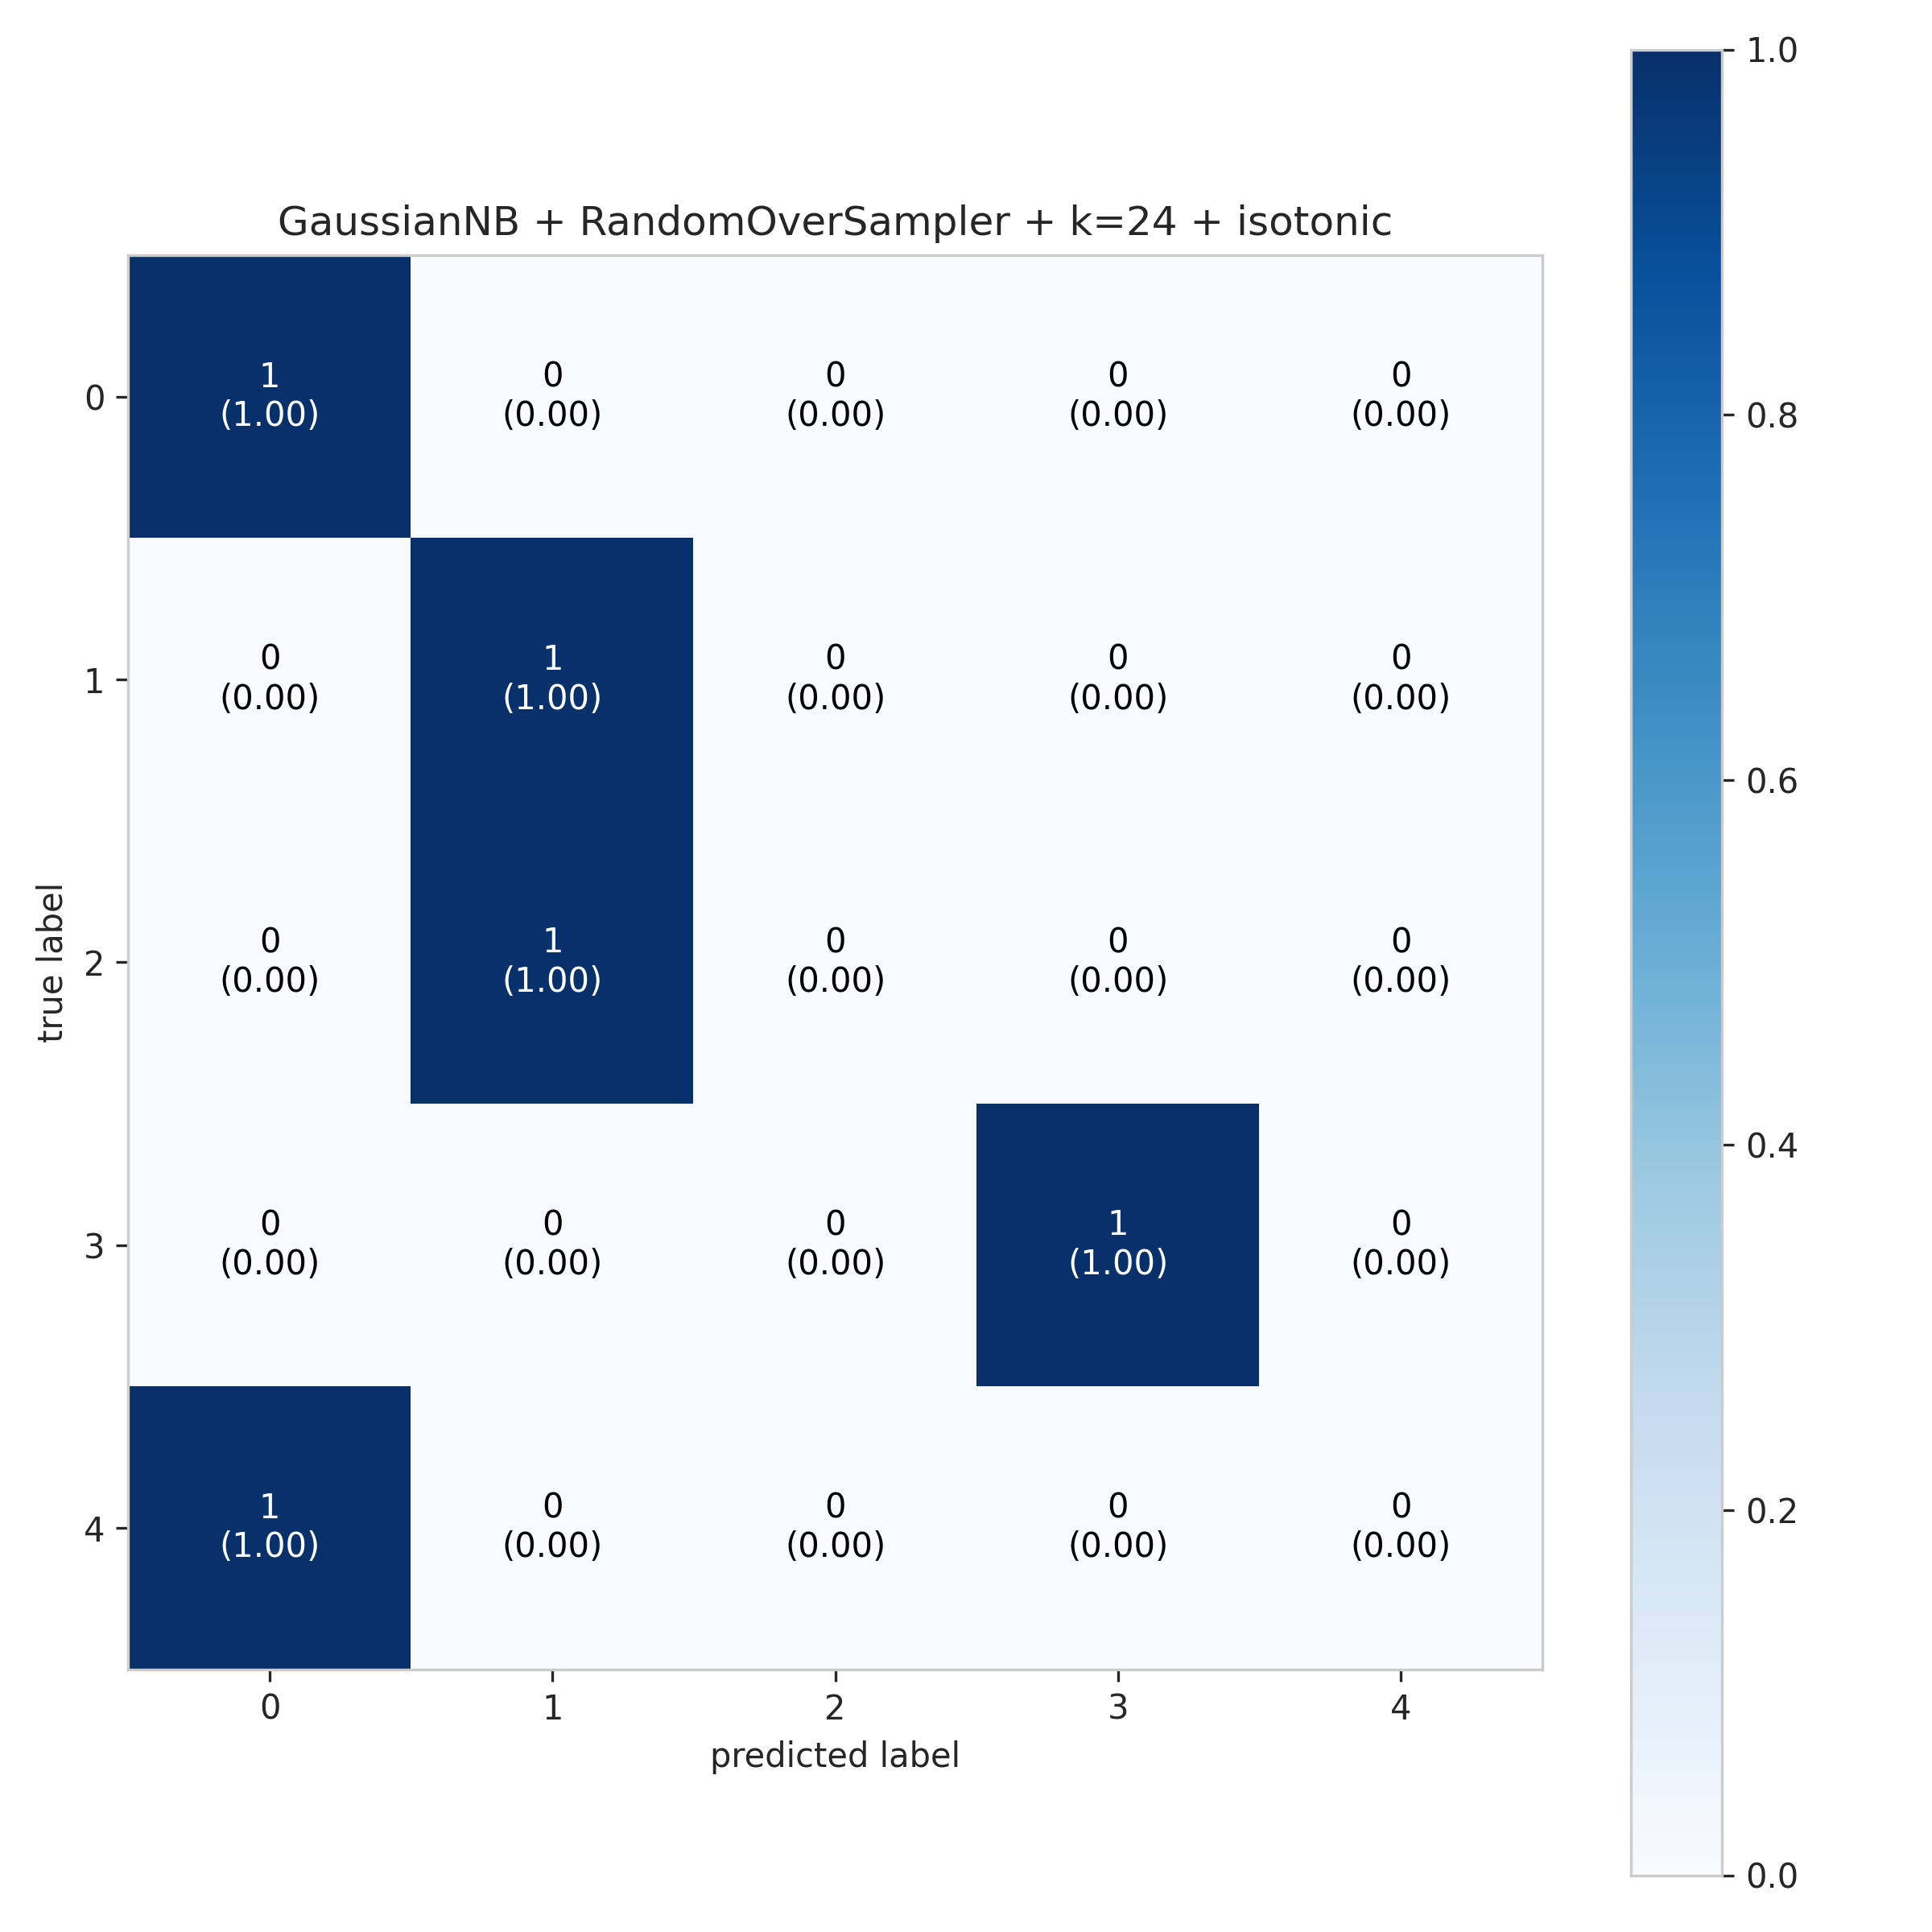 GaussianNB + RandomOverSampler + k=24 + isotonic
1 0 0 0 0
(1.00) (0.00) (0.00) (0.00) (0.00)
0
0 1 0 0 0
(0.00) (1.00) (0.00) (0.00) (0.00)
1
0 1 0 0 0
(0.00) (1.00) (0.00) (0.00) (0.00)
2
0 0 0 1 0
(0.00) (0.00) (0.00) (1.00) (0.00)
3
1 0 0 0 0
(1.00) (0.00) (0.00) (0.00) (0.00)
4
true label
0 1 2 3 4
predicted label
1.0
0.8
0.6
0.4
0.2
0.0